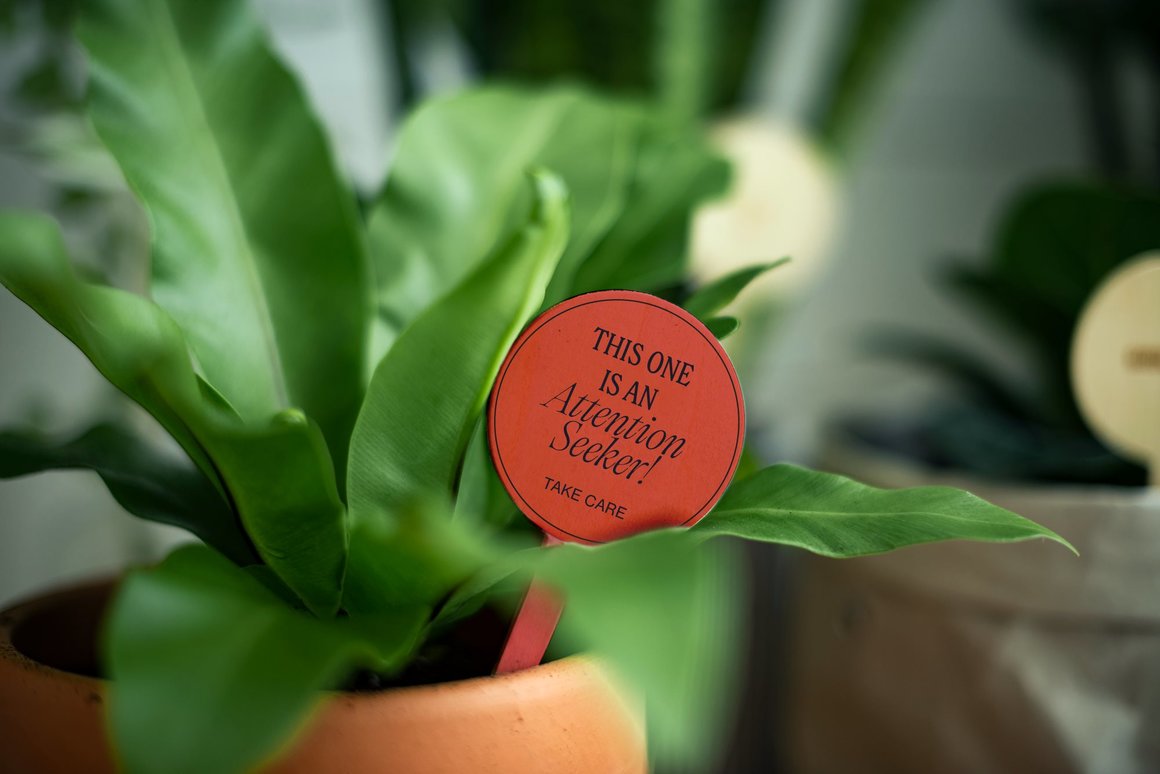 THIS ONE
IS AN
Attention
Seeker!
TAKE CARE